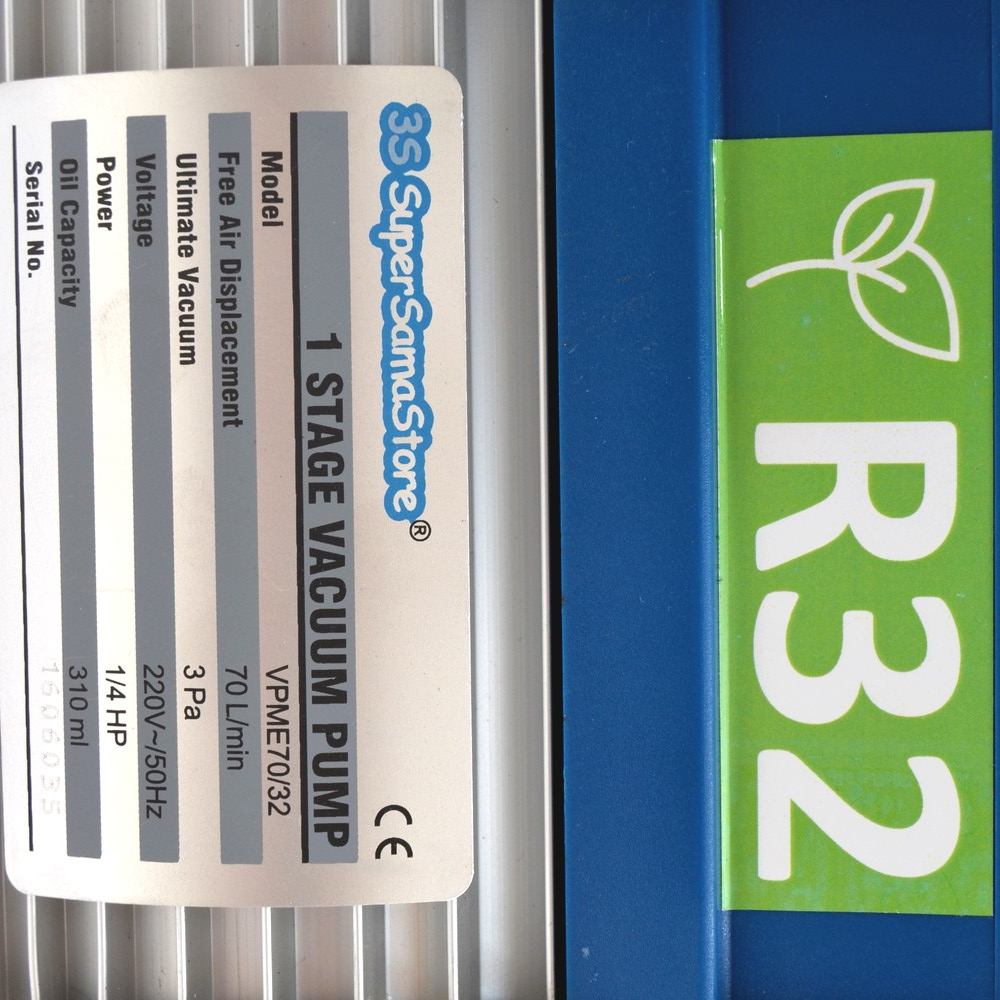 3S SuperSamaStore®
CE
1 STAGE VACUUM PUMP
Model VPME70/32
Free Air Displacement 70 L/min
Ultimate Vacuum 3 Pa
Voltage 220V~/50Hz
Power 1/4 HP
Oil Capacity 310 ml
Serial No. 1606035
R32